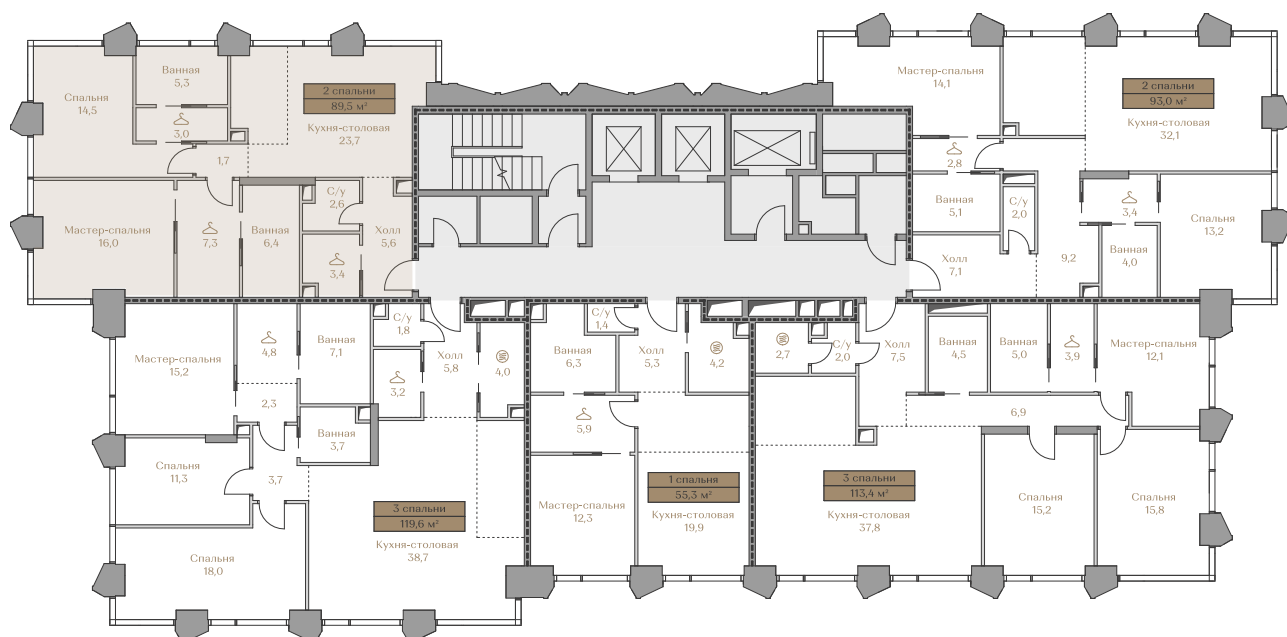 Спальня
14,5
Ванная
5,3
3,0
1,7
2 спальни
89,5 м²
Кухня-столовая
23,7
Мастер-спальня
16,0
7,3
Ванная
6,4
С/у
2,6
3,4
Холл
5,6
Мастер-спальня
14,1
2 спальни
93,0 м²
Кухня-столовая
32,1
2,8
Ванная
5,1
С/у
2,0
Холл
7,1
9,2
3,4
Ванная
4,0
Спальня
13,2
Мастер-спальня
15,2
4,8
2,3
Ванная
7,1
С/у
1,8
3,2
Холл
5,8
4,0
Ванная
3,7
Спальня
11,3
3,7
Спальня
18,0
3 спальни
119,6 м²
Кухня-столовая
38,7
С/у
1,4
Ванная
6,3
Холл
5,3
4,2
5,9
Мастер-спальня
12,3
1 спальня
55,3 м²
Кухня-столовая
19,9
2,7
С/у
2,0
Холл
7,5
Ванная
4,5
Ванная
5,0
3,9
Мастер-спальня
12,1
6,9
3 спальни
113,4 м²
Кухня-столовая
37,8
Спальня
15,2
Спальня
15,8